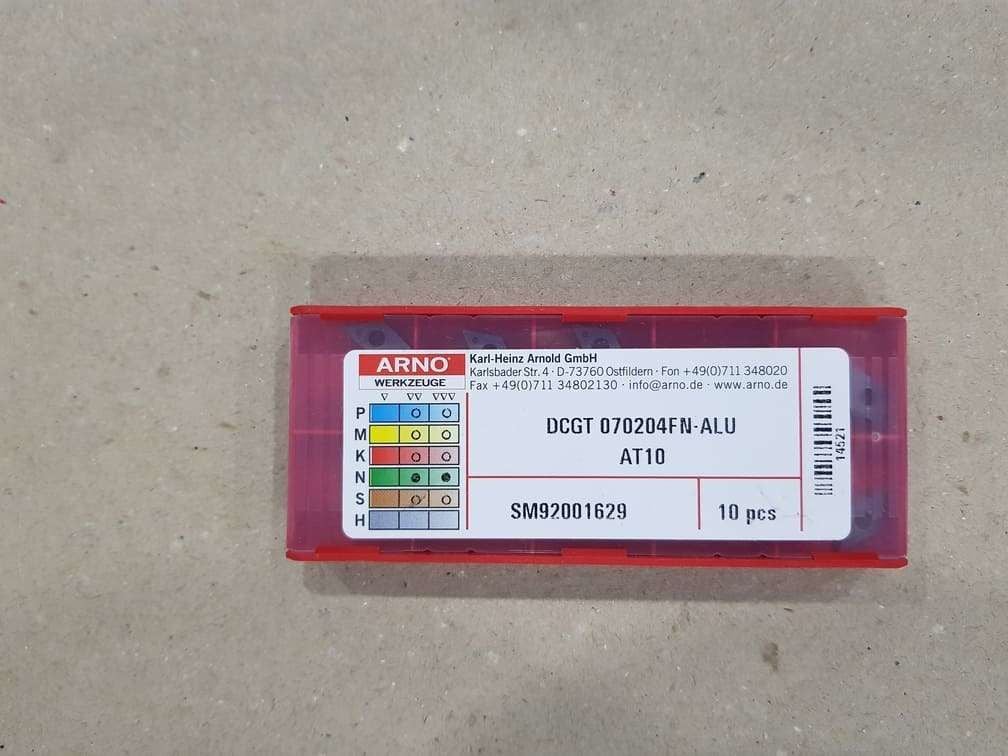 ARNO®
WERKZEUGE
Karl-Heinz Arnold GmbH
Karlsbader Str. 4 · D-73760 Ostfildern · Fon +49(0)711 348020
Fax +49(0)711 34802130 · info@arno.de · www.arno.de
P
M
K
N
S
H
DCGT 070204FN-ALU
AT10
SM92001629
10 pcs
14521